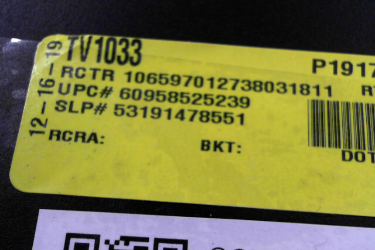 12-16-19
TV1033
P1917
RCTR 106597012738031811
UPC# 60958525239
SLP# 53191478551
RCRA:
BKT:
DOT